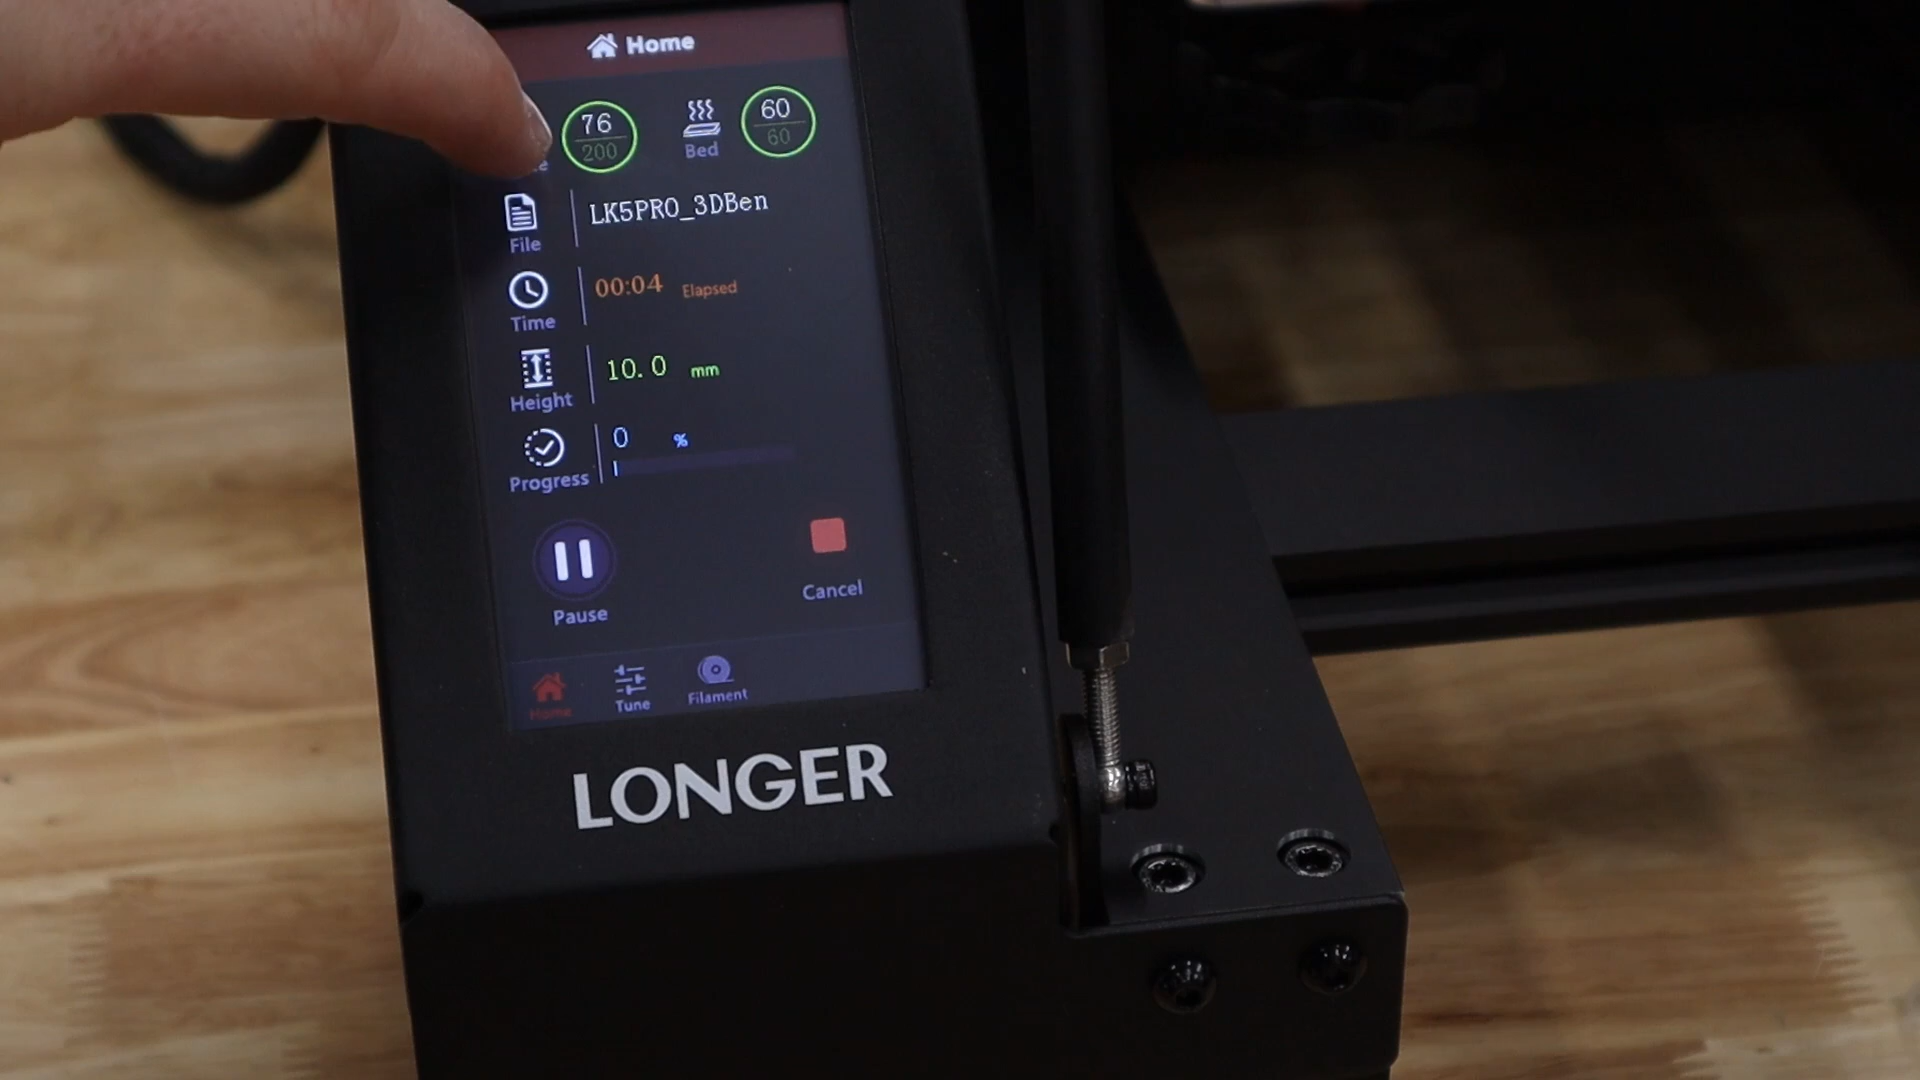 Home
76
200
Bed
60
60
File
LK5PRO_3DBen
Time
00:04 Elapsed
Height
10.0 mm
Progress
0 %
Pause
Cancel
Home
Tune
Filament
LONGER